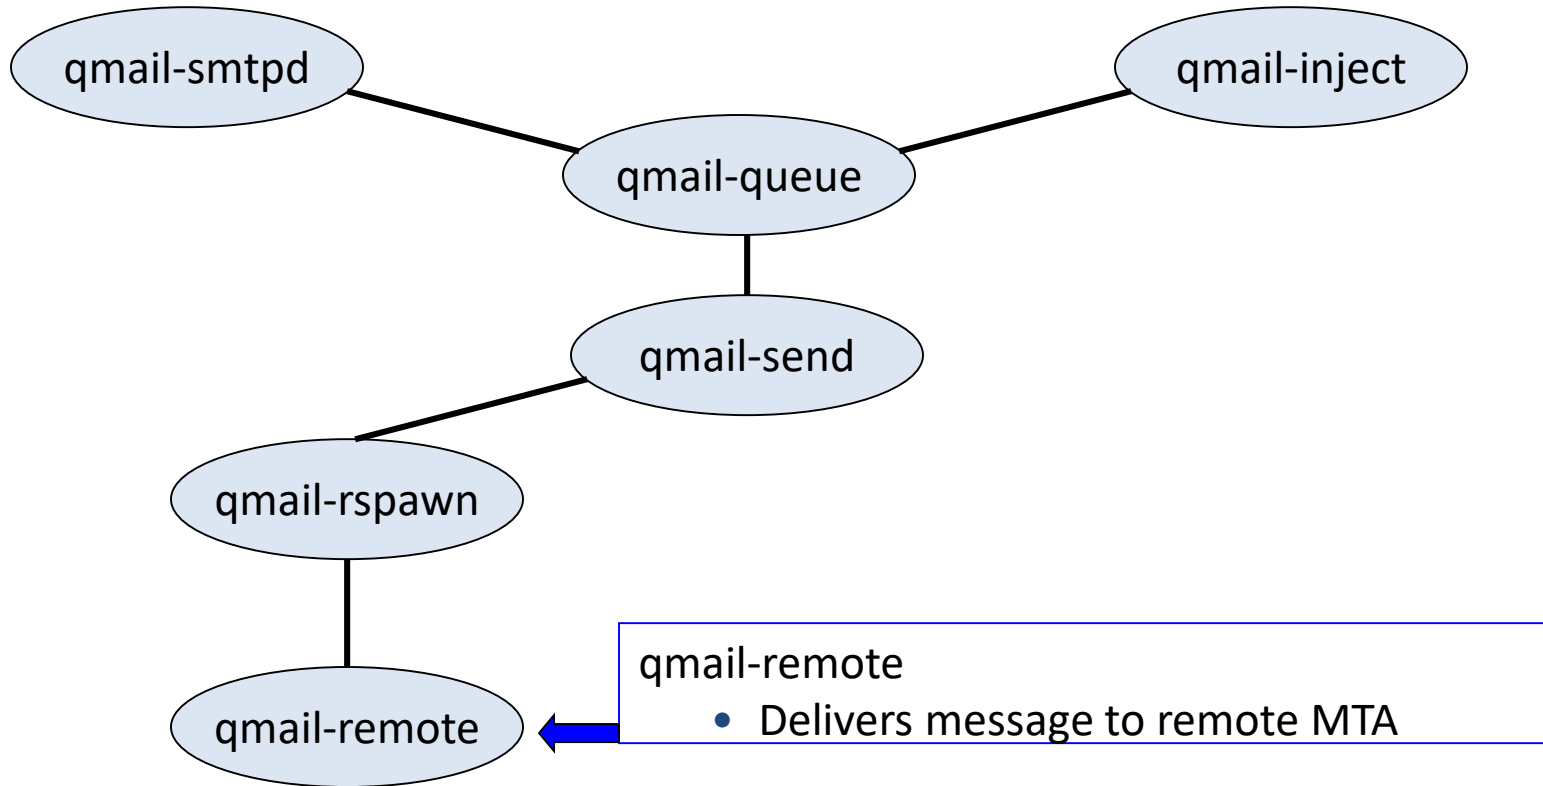 qmail-smtpd
qmail-inject
qmail-queue
qmail-send
qmail-rspawn
qmail-remote
qmail-remote
• Delivers message to remote MTA